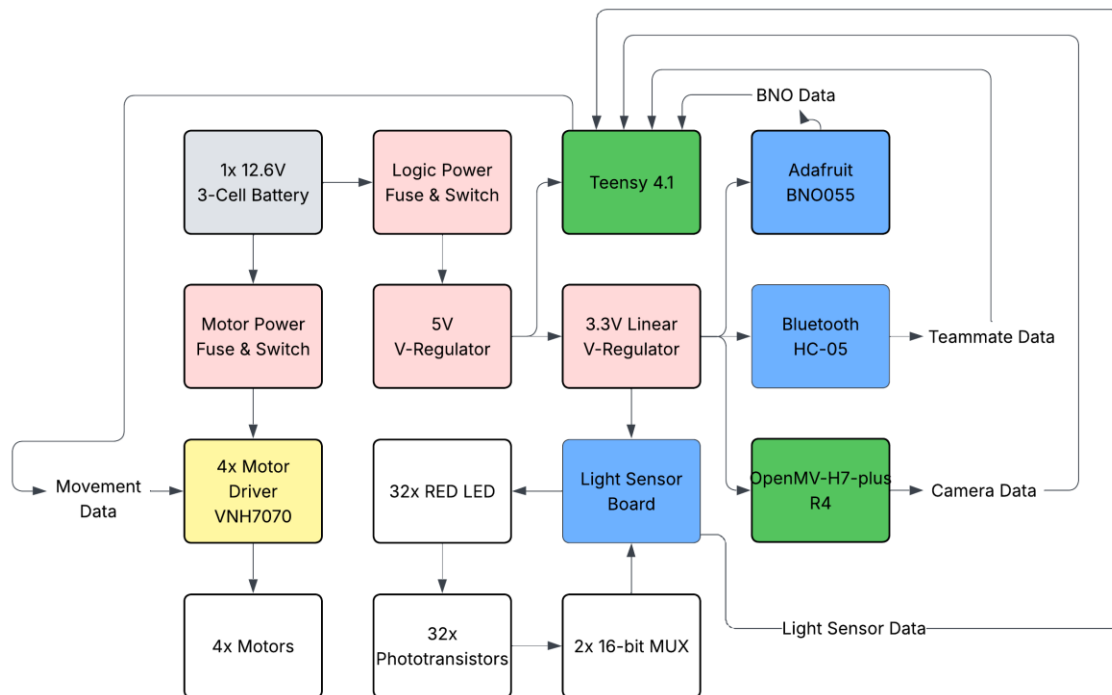 BNO Data
1x 12.6V
3-Cell Battery
Logic Power
Fuse & Switch
Teensy 4.1
Adafruit
BNO055
Motor Power
Fuse & Switch
5V
V-Regulator
3.3V Linear
V-Regulator
Bluetooth
HC-05
Teammate Data
Movement
Data
4x Motor
Driver
VNH7070
32x RED LED
Light Sensor
Board
OpenMV-H7-plus
R4
Camera Data
4x Motors
32x
Phototransistors
2x 16-bit MUX
Light Sensor Data